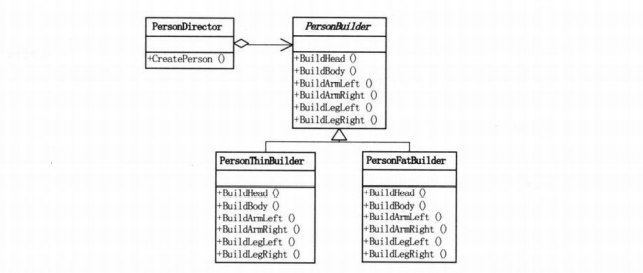 PersonDirector
+CreatePerson ()
PersonBuilder
+BuildHead ()
+BuildBody ()
+BuildArmLeft ()
+BuildArmRight ()
+BuildLegLeft ()
+BuildLegRight ()
PersonThinBuilder
+BuildHead ()
+BuildBody ()
+BuildArmLeft ()
+BuildArmRight ()
+BuildLegLeft ()
+BuildLegRight ()
PersonFatBuilder
+BuildHead ()
+BuildBody ()
+BuildArmLeft ()
+BuildArmRight ()
+BuildLegLeft ()
+BuildLegRight ()